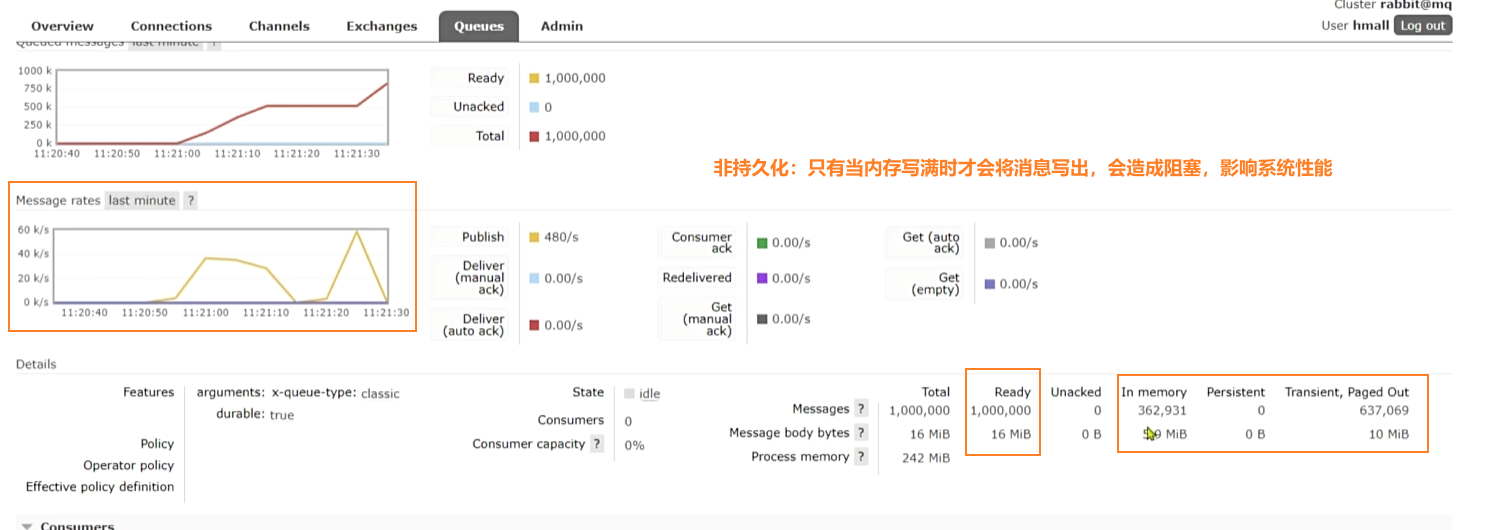 Cluster rabbit@mq
Overview Connections Channels Exchanges Queues Admin
User hmall Log out
Queued messages last minute ?
1000 k
750 k
500 k
250 k
0 k
11:20:40 11:20:50 11:21:00 11:21:10 11:21:20 11:21:30
Ready 1,000,000
Unacked 0
Total 1,000,000
非持久化：只有当内存写满时才会将消息写出，会造成阻塞，影响系统性能
Message rates last minute ?
60 k/s
40 k/s
20 k/s
0 k/s
11:20:40 11:20:50 11:21:00 11:21:10 11:21:20 11:21:30
Publish 480/s
Deliver
(manual
ack) 0.00/s
Deliver
(auto ack) 0.00/s
Consumer
ack 0.00/s
Redelivered 0.00/s
Get
(manual
ack) 0.00/s
Get (auto
ack) 0.00/s
Get
(empty) 0.00/s
Details
Features arguments: x-queue-type: classic
durable: true
Policy
Operator policy
Effective policy definition
State idle
Consumers 0
Consumer capacity ? 0%
Total Ready Unacked In memory Persistent Transient, Paged Out
Messages ? 1,000,000 1,000,000 0 362,931 0 637,069
Message body bytes ? 16 MiB 16 MiB 0 B MiB 0 B 10 MiB
Process memory ? 242 MiB
Consumers